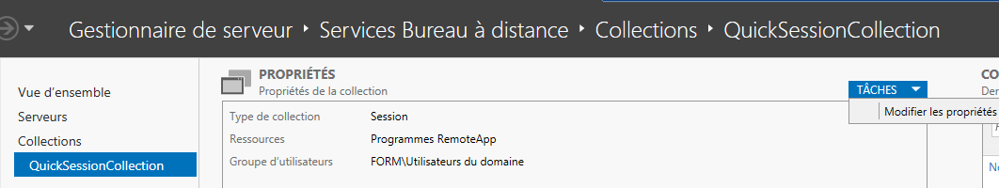 Gestionnaire de serveur ‣ Services Bureau à distance ‣ Collections ‣ QuickSessionCollection
Vue d'ensemble
Serveurs
Collections
QuickSessionCollection
PROPRIÉTÉS
Propriétés de la collection
TÂCHES
Modifier les propriétés
Type de collection Session
Ressources Programmes RemoteApp
Groupe d'utilisateurs FORM\Utilisateurs du domaine
CO
Der
No